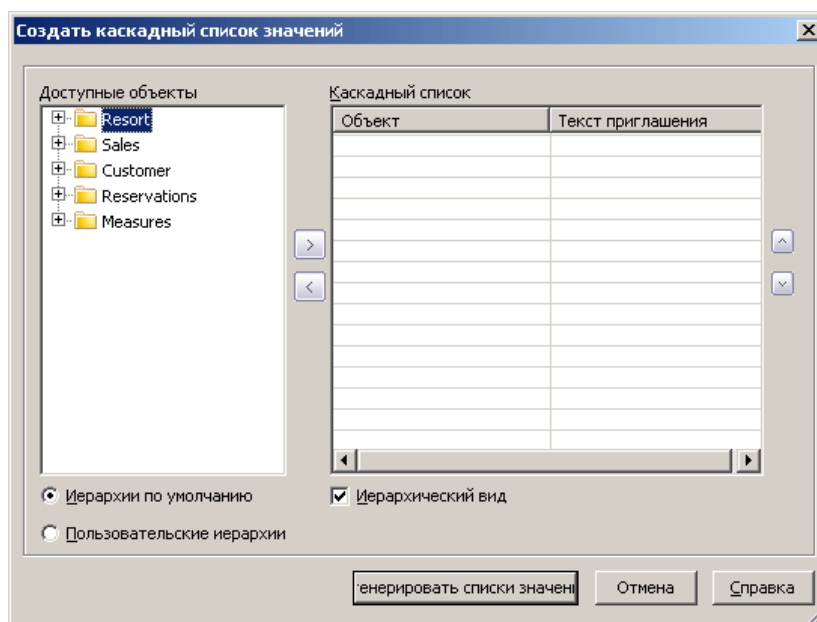 Создать каскадный список значений
Доступные объекты
Каскадный список
Resort
Sales
Customer
Reservations
Measures
Объект
Текст приглашения
Иерархии по умолчанию
Пользовательские иерархии
Иерархический вид
енерировать списки значен
Отмена
Справка